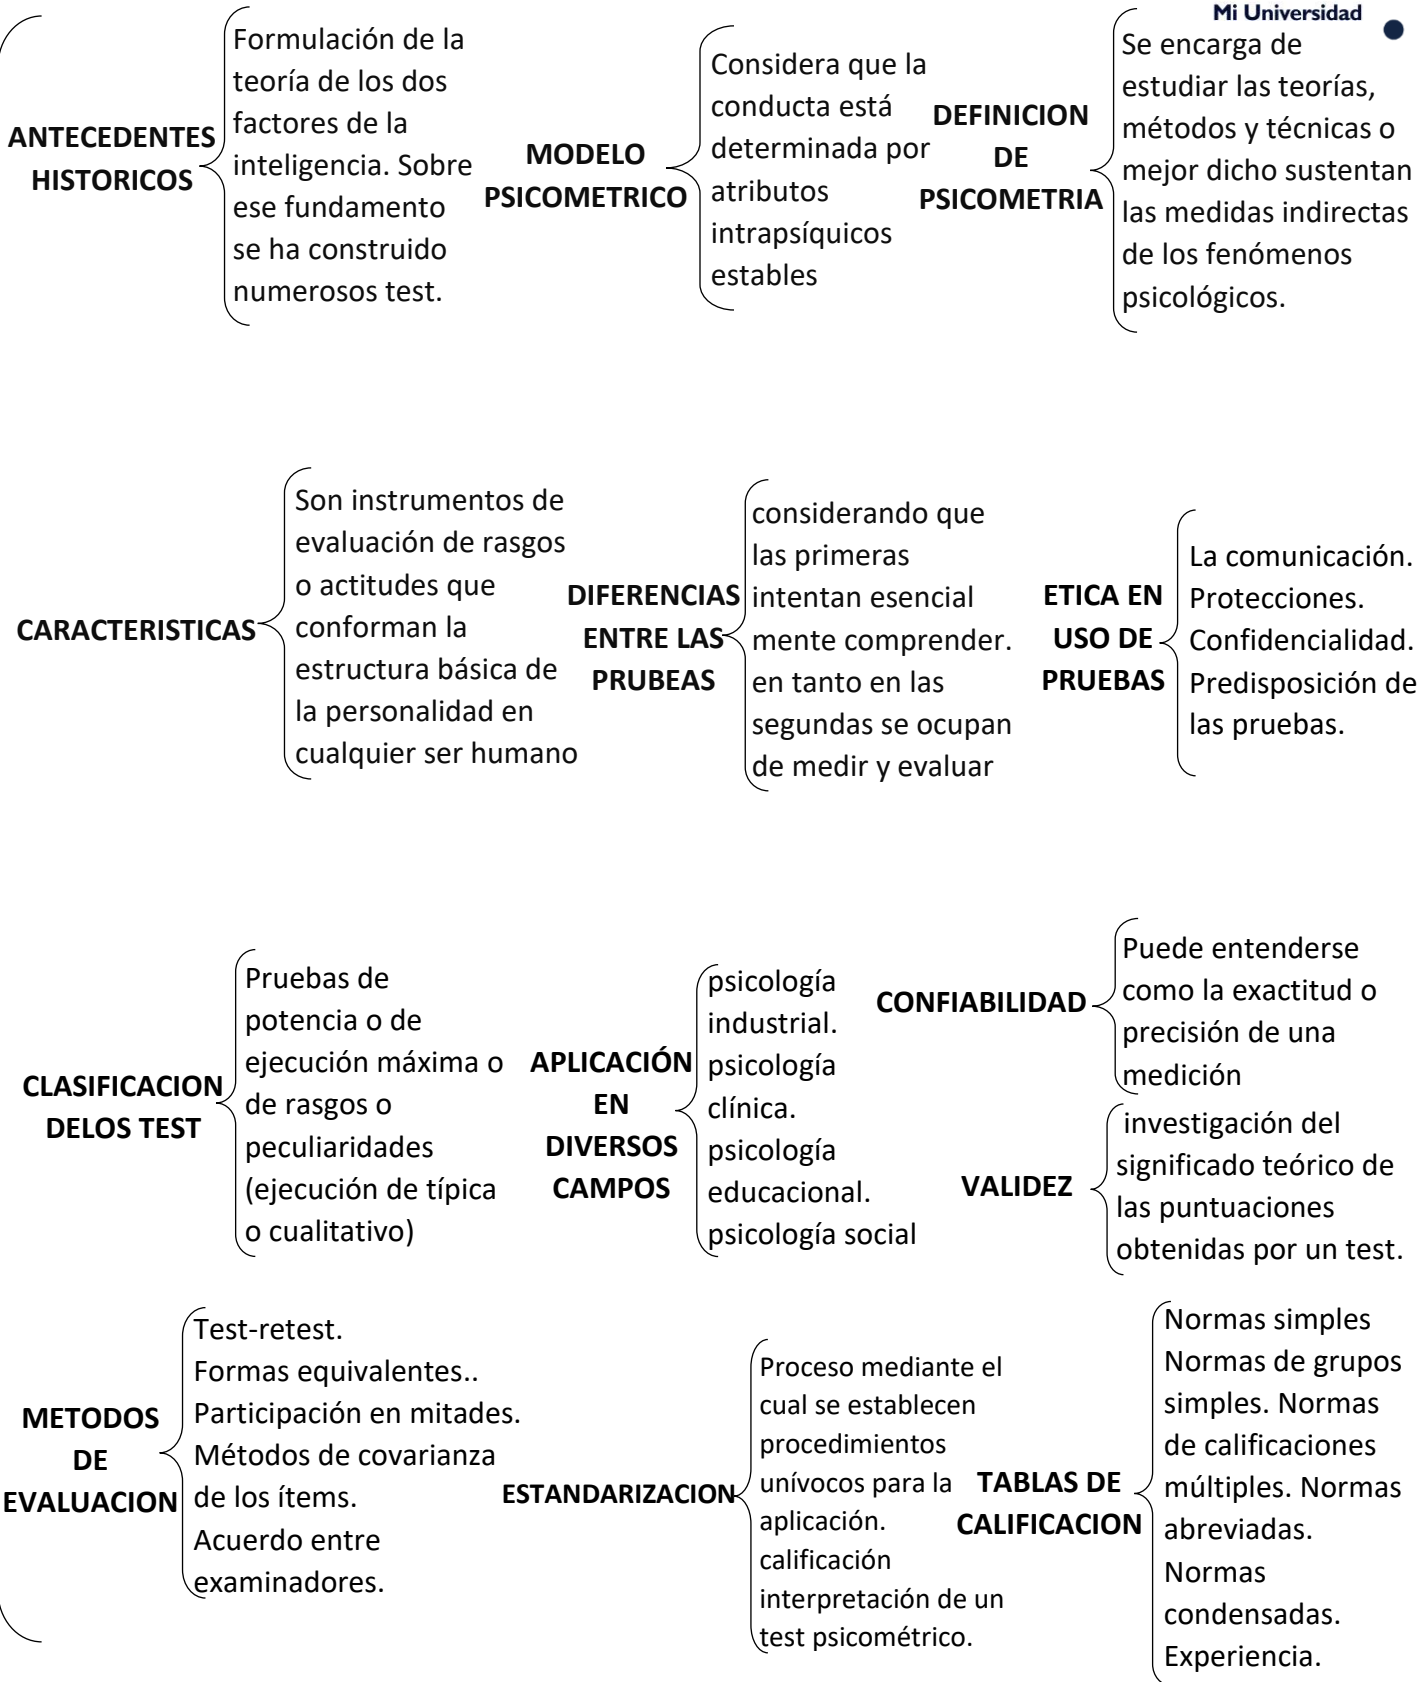 Mi Universidad
ANTECEDENTES
HISTORICOS
Formulación de la
teoría de los dos
factores de la
inteligencia. Sobre
ese fundamento
se ha construido
numerosos test.
MODELO
PSICOMETRICO
Considera que la
conducta está
determinada por
atributos
intrapsíquicos
estables
DEFINICION
DE
PSICOMETRIA
Se encarga de
estudiar las teorías,
métodos y técnicas o
mejor dicho sustentan
las medidas indirectas
de los fenómenos
psicológicos.
CARACTERISTICAS
Son instrumentos de
evaluación de rasgos
o actitudes que
conforman la
estructura básica de
la personalidad en
cualquier ser humano
DIFERENCIAS
ENTRE LAS
PRUBEAS
considerando que
las primeras
intentan esencial
mente comprender.
en tanto en las
segundas se ocupan
de medir y evaluar
ETICA EN
USO DE
PRUEBAS
La comunicación.
Protecciones.
Confidencialidad.
Predisposición de
las pruebas.
CLASIFICACION
DELOS TEST
Pruebas de
potencia o de
ejecución máxima o
de rasgos o
peculiaridades
(ejecución de típica
o cualitativo)
APLICACIÓN
EN
DIVERSOS
CAMPOS
psicología
industrial.
psicología
clínica.
psicología
educacional.
psicología social
CONFIABILIDAD
Puede entenderse
como la exactitud o
precisión de una
medición
VALIDEZ
investigación del
significado teórico de
las puntuaciones
obtenidas por un test.
METODOS
DE
EVALUACION
Test-retest.
Formas equivalentes..
Participación en mitades.
Métodos de covarianza
de los ítems.
Acuerdo entre
examinadores.
ESTANDARIZACION
Proceso mediante el
cual se establecen
procedimientos
unívocos para la
aplicación.
calificación
interpretación de un
test psicométrico.
TABLAS DE
CALIFICACION
Normas simples
Normas de grupos
simples. Normas
de calificaciones
múltiples. Normas
abreviadas.
Normas
condensadas.
Experiencia.